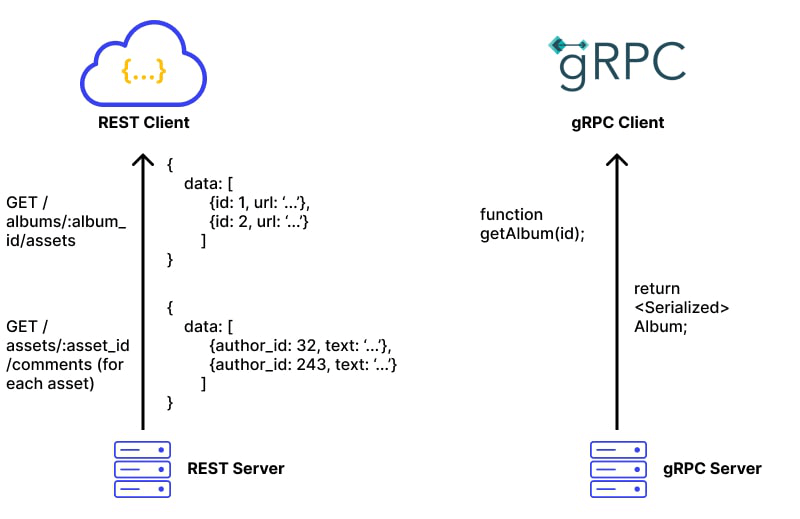 {...}
REST Client
GET /
albums/:album_
id/assets
{
data: [
{id: 1, url: ‘...’},
{id: 2, url: ‘...’}
]
}
GET /
assets/:asset_id
/comments (for
each asset)
{
data: [
{author_id: 32, text: ‘...’},
{author_id: 243, text: ‘...’}
]
}
REST Server
gRPC
gRPC Client
function
getAlbum(id);
return
<Serialized>
Album;
gRPC Server